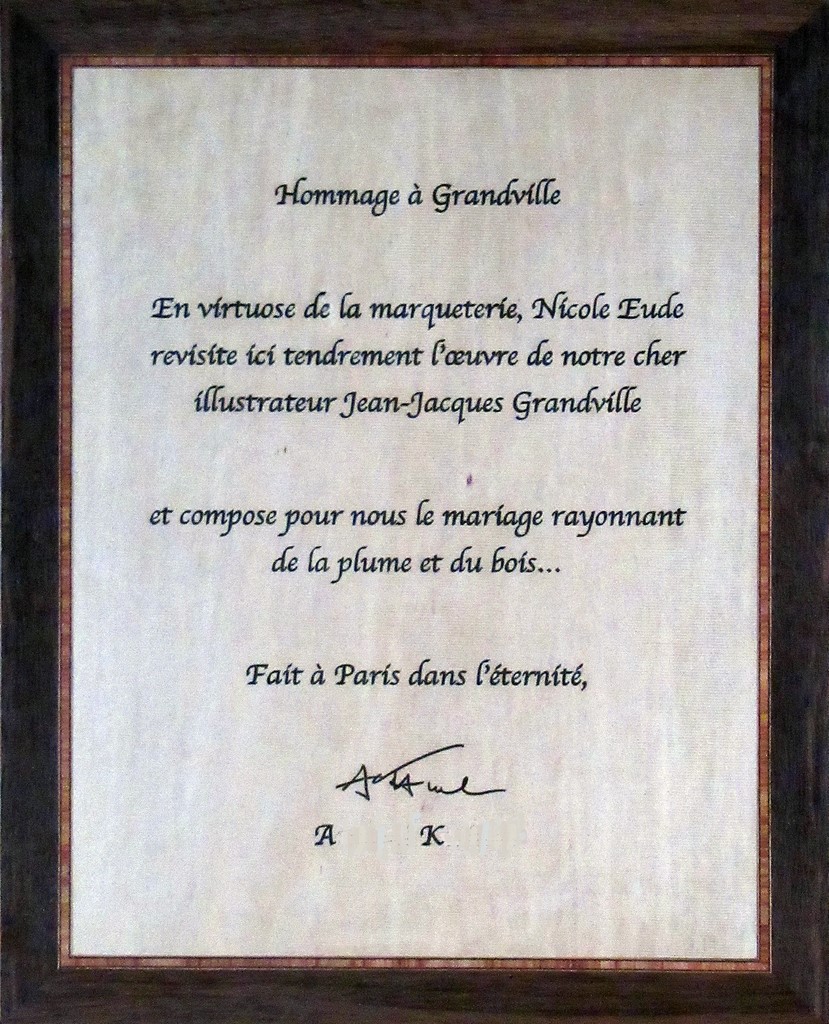 Hommage à Grandville
En virtuose de la marqueterie, Nicole Eude
revisite ici tendrement l'œuvre de notre cher
illustrateur Jean-Jacques Grandville
et compose pour nous le mariage rayonnant
de la plume et du bois...
Fait à Paris dans l'éternité,
A K